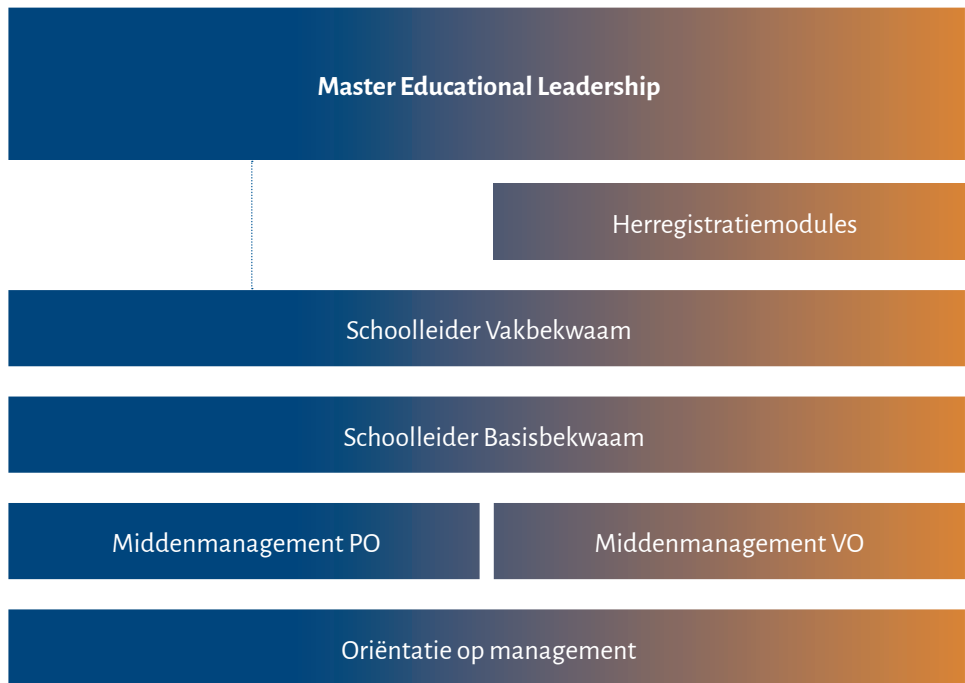 Master Educational Leadership
Herregistratiemodules
Schoolleider Vakbekwaam
Schoolleider Basisbekwaam
Middenmanagement PO
Middenmanagement VO
Oriëntatie op management